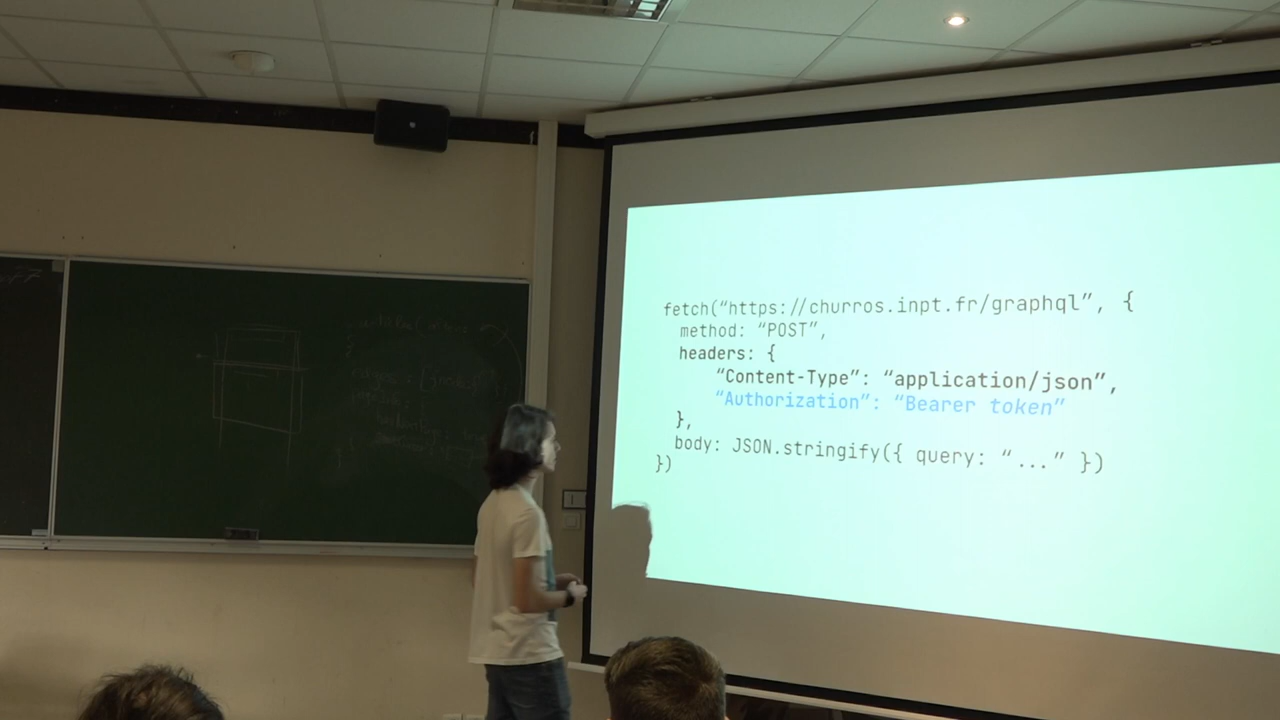 fetch(“https://churros.inpt.fr/graphql”, {
method: “POST”,
headers: {
“Content-Type”: “application/json”,
“Authorization”: “Bearer token”
},
body: JSON.stringify({ query: “...” })
})